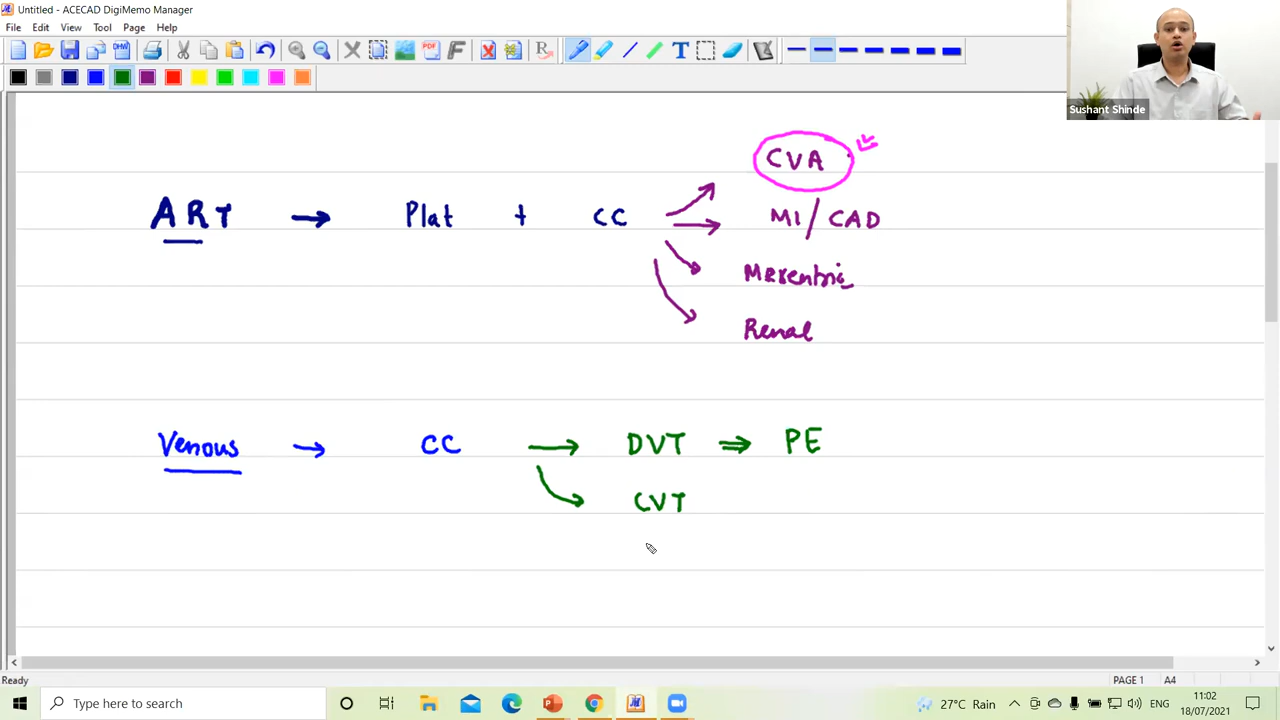 Untitled - ACECAD DigiMemo Manager
File Edit View Tool Page Help
Sushant Shinde
CVA
ART → Plat + CC → MI/CAD
Mesentric
Renal
Venous → CC → DVT ⇒ PE
CVT
Ready PAGE 1 A4
Type here to search 27°C Rain ENG 11:02
18/07/2021